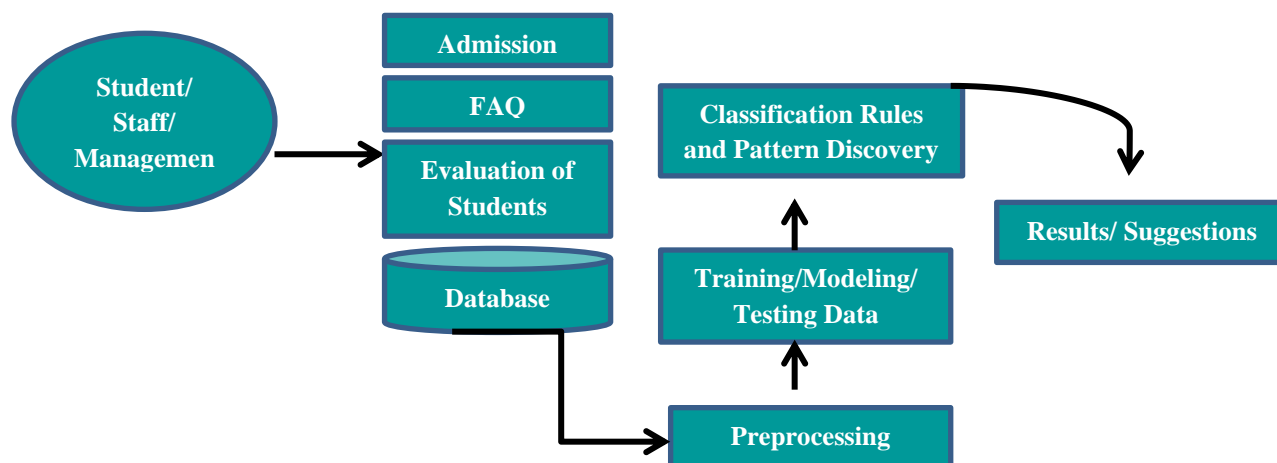 Student/
Staff/
Managemen
Admission
FAQ
Evaluation of
Students
Database
Classification Rules
and Pattern Discovery
Training/Modeling/
Testing Data
Preprocessing
Results/ Suggestions